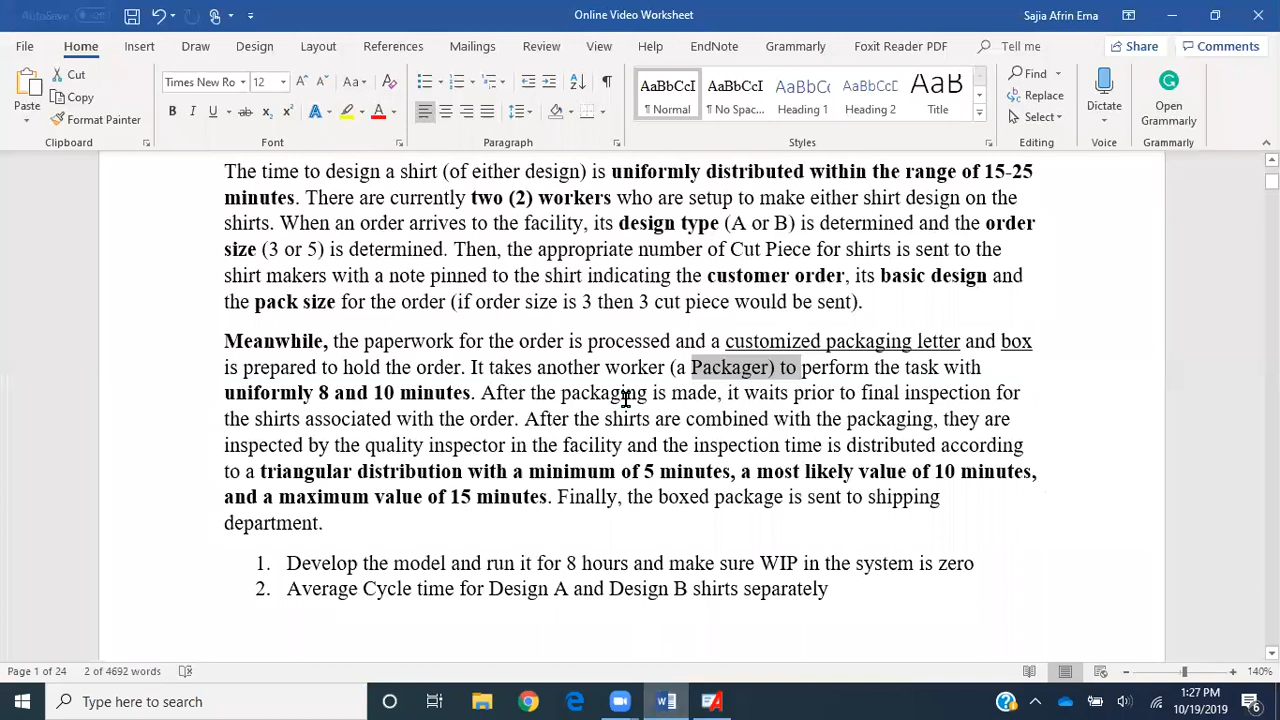 AutoSave
Online Video Worksheet
Sajia Afrin Ema
File Home Insert Draw Design Layout References Mailings Review View Help EndNote Grammarly Foxit Reader PDF Tell me Share Comments
Paste
Cut
Copy
Format Painter
Clipboard
Times New Ro 12
Font
Paragraph
AaBbCcI AaBbCcI AaBbC AaBbCc AaB
¶ Normal ¶ No Spac... Heading 1 Heading 2 Title
Styles
Find
Replace
Select
Editing
Dictate
Voice
Open
Grammarly
Grammarly
The time to design a shirt (of either design) is uniformly distributed within the range of 15-25
minutes. There are currently two (2) workers who are setup to make either shirt design on the
shirts. When an order arrives to the facility, its design type (A or B) is determined and the order
size (3 or 5) is determined. Then, the appropriate number of Cut Piece for shirts is sent to the
shirt makers with a note pinned to the shirt indicating the customer order, its basic design and
the pack size for the order (if order size is 3 then 3 cut piece would be sent).
Meanwhile, the paperwork for the order is processed and a customized packaging letter and box
is prepared to hold the order. It takes another worker (a Packager) to perform the task with
uniformly 8 and 10 minutes. After the packaging is made, it waits prior to final inspection for
the shirts associated with the order. After the shirts are combined with the packaging, they are
inspected by the quality inspector in the facility and the inspection time is distributed according
to a triangular distribution with a minimum of 5 minutes, a most likely value of 10 minutes,
and a maximum value of 15 minutes. Finally, the boxed package is sent to shipping
department.
1. Develop the model and run it for 8 hours and make sure WIP in the system is zero
2. Average Cycle time for Design A and Design B shirts separately
Page 1 of 24 2 of 4692 words 140%
Type here to search
1:27 PM
10/19/2019
6